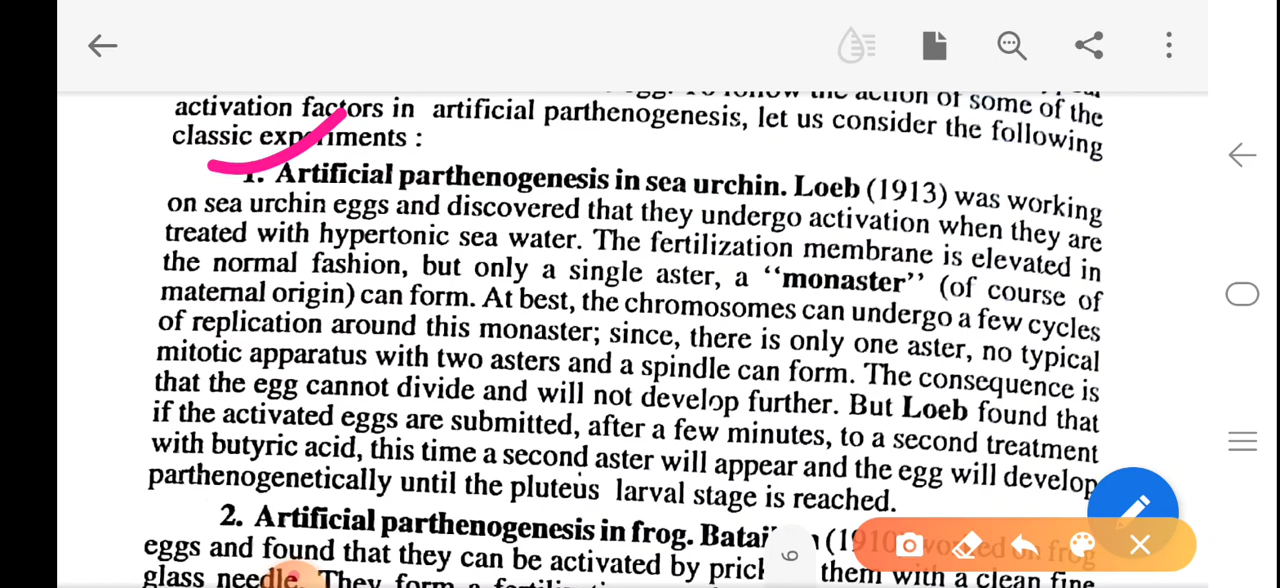 activation factors in artificial parthenogenesis, let us consider the following
classic experiments :
1. Artificial parthenogenesis in sea urchin. Loeb (1913) was working
on sea urchin eggs and discovered that they undergo activation when they are
treated with hypertonic sea water. The fertilization membrane is elevated in
the normal fashion, but only a single aster, a “monaster” (of course of
maternal origin) can form. At best, the chromosomes can undergo a few cycles
of replication around this monaster; since, there is only one aster, no typical
mitotic apparatus with two asters and a spindle can form. The consequence is
that the egg cannot divide and will not develop further. But Loeb found that
if the activated eggs are submitted, after a few minutes, to a second treatment
with butyric acid, this time a second aster will appear and the egg will develop
parthenogenetically until the pluteus larval stage is reached.
2. Artificial parthenogenesis in frog. (1910) worked on frog
eggs and found that they can be activated by them with a clean fine
glass needle. They form a
6